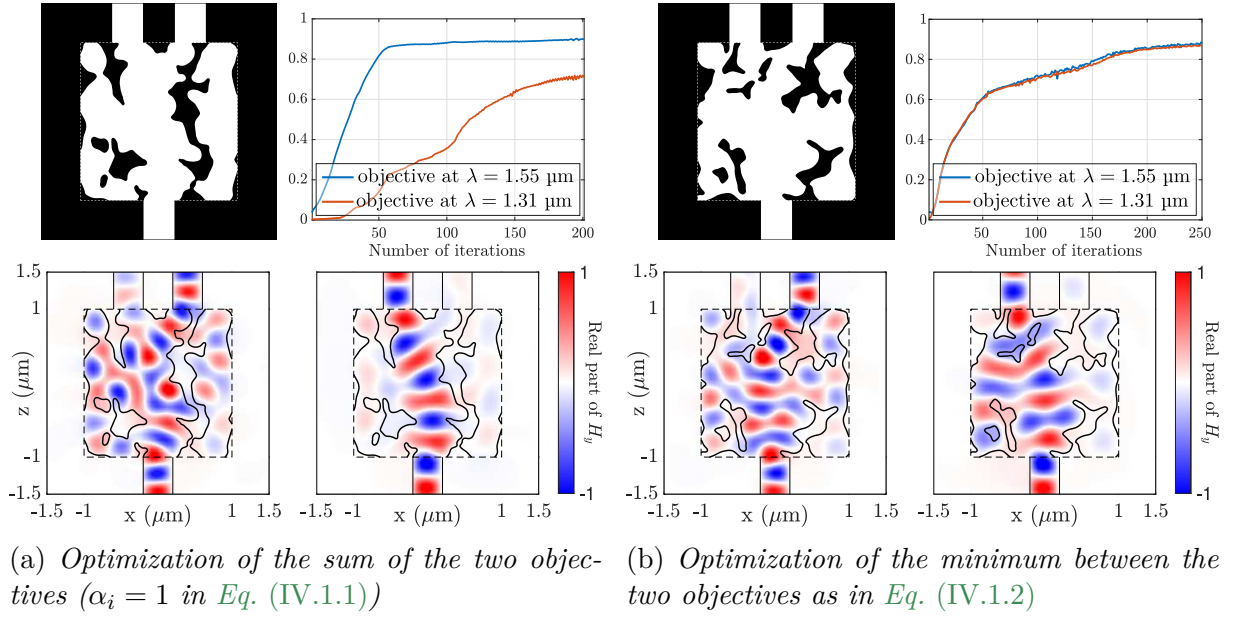 1
0.8
0.6
0.4
0.2
0
objective at λ = 1.55 µm
objective at λ = 1.31 µm
50 100 150 200
Number of iterations
1
0.8
0.6
0.4
0.2
0
objective at λ = 1.55 µm
objective at λ = 1.31 µm
50 100 150 200 250
Number of iterations
1.5
1
z (µm)
-1
-1.5
-1.5 -1 x (µm) 1 1.5
-1.5 -1 x (µm) 1 1.5
1
Real part of Hy
-1
1.5
1
z (µm)
-1
-1.5
-1.5 -1 x (µm) 1 1.5
-1.5 -1 x (µm) 1 1.5
1
Real part of Hy
-1
(a) Optimization of the sum of the two objec-
tives (αi = 1 in Eq. (IV.1.1))
(b) Optimization of the minimum between the
two objectives as in Eq. (IV.1.2)